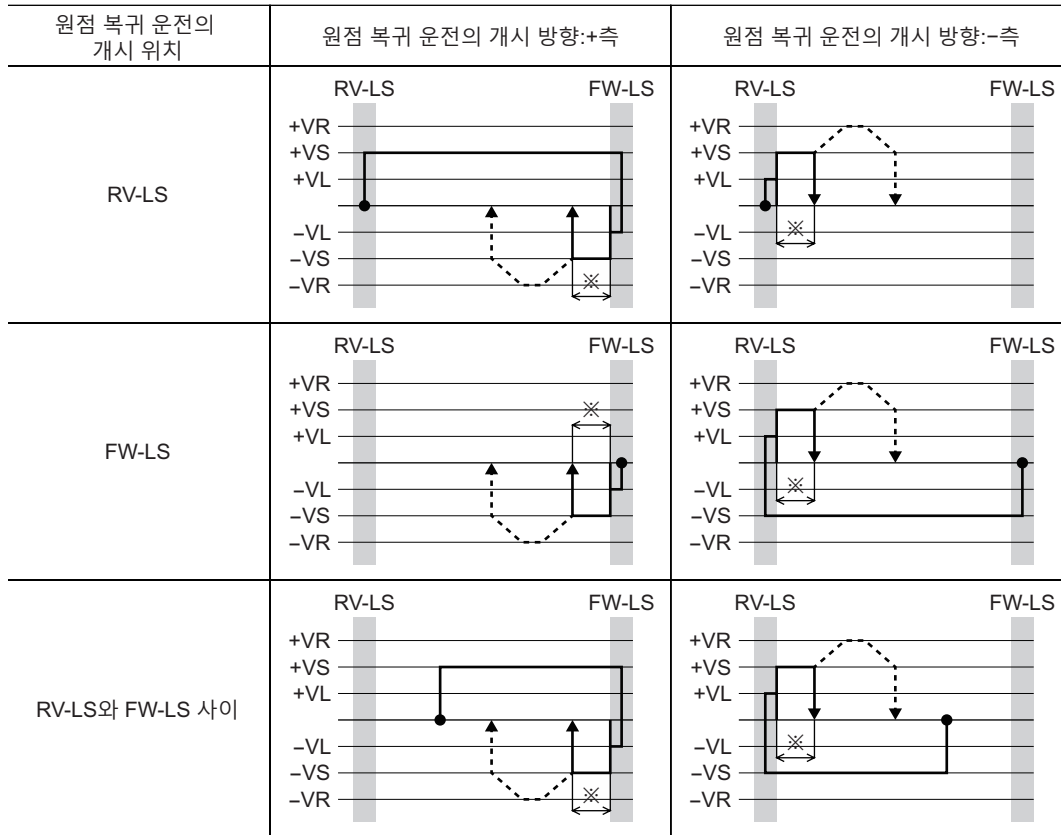 원점 복귀 운전의
개시 위치
원점 복귀 운전의 개시 방향:+측
원점 복귀 운전의 개시 방향:−측
RV-LS
RV-LS
FW-LS
+VR
+VS
+VL
−VL
−VS
−VR
※
RV-LS
FW-LS
+VR
+VS
+VL
−VL
−VS
−VR
※
FW-LS
RV-LS
FW-LS
+VR
+VS
+VL
−VL
−VS
−VR
※
RV-LS
FW-LS
+VR
+VS
+VL
−VL
−VS
−VR
※
RV-LS와 FW-LS 사이
RV-LS
FW-LS
+VR
+VS
+VL
−VL
−VS
−VR
※
RV-LS
FW-LS
+VR
+VS
+VL
−VL
−VS
−VR
※